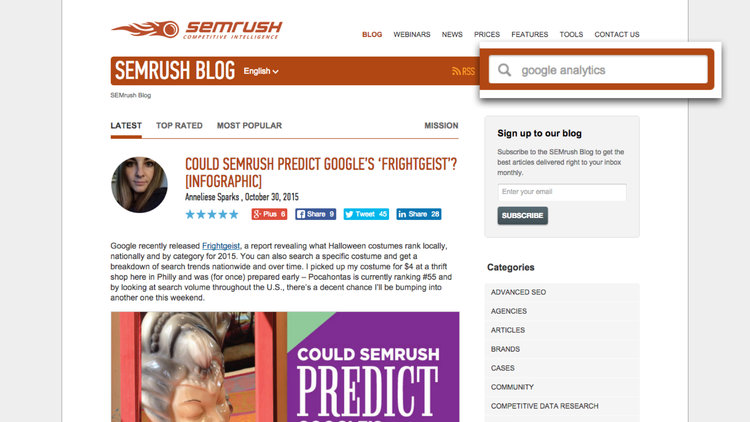 SEMRUSH
COMPETITIVE INTELLIGENCE
BLOG WEBINARS NEWS PRICES FEATURES TOOLS CONTACT US
SEMRUSH BLOG English RSS
google analytics
SEMrush Blog
LATEST TOP RATED MOST POPULAR MISSION
COULD SEMRUSH PREDICT GOOGLE'S ‘FRIGHTGEIST’?
[INFOGRAPHIC]
Anneliese Sparks , October 30, 2015
Plus 6 Share 9 Tweet 45 Share 28
Google recently released Frightgeist, a report revealing what Halloween costumes rank locally,
nationally and by category for 2015. You can also search a specific costume and get a
breakdown of search trends nationwide and over time. I picked up my costume for $4 at a thrift
shop here in Philly and was (for once) prepared early – Pocahontas is currently ranking #55 and
by looking at search volume throughout the U.S., there's a decent chance I'll be bumping into
another one this weekend.
COULD SEMRUSH
PREDICT
GOOGLE'S
Sign up to our blog
Subscribe to the SEMrush Blog to get the
best articles delivered right to your inbox
monthly.
Enter your email
SUBSCRIBE
Categories
ADVANCED SEO
AGENCIES
ARTICLES
BRANDS
CASES
COMMUNITY
COMPETITIVE DATA RESEARCH